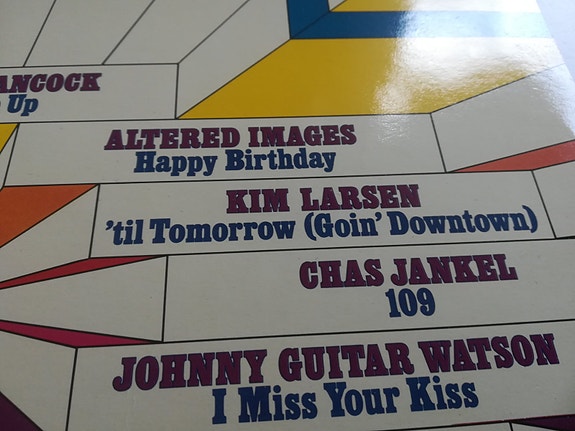 ANCOCK
Up
ALTERED IMAGES
Happy Birthday
KIM LARSEN
'til Tomorrow (Goin' Downtown)
CHAS JANKEL
109
JOHNNY GUITAR WATSON
I Miss Your Kiss